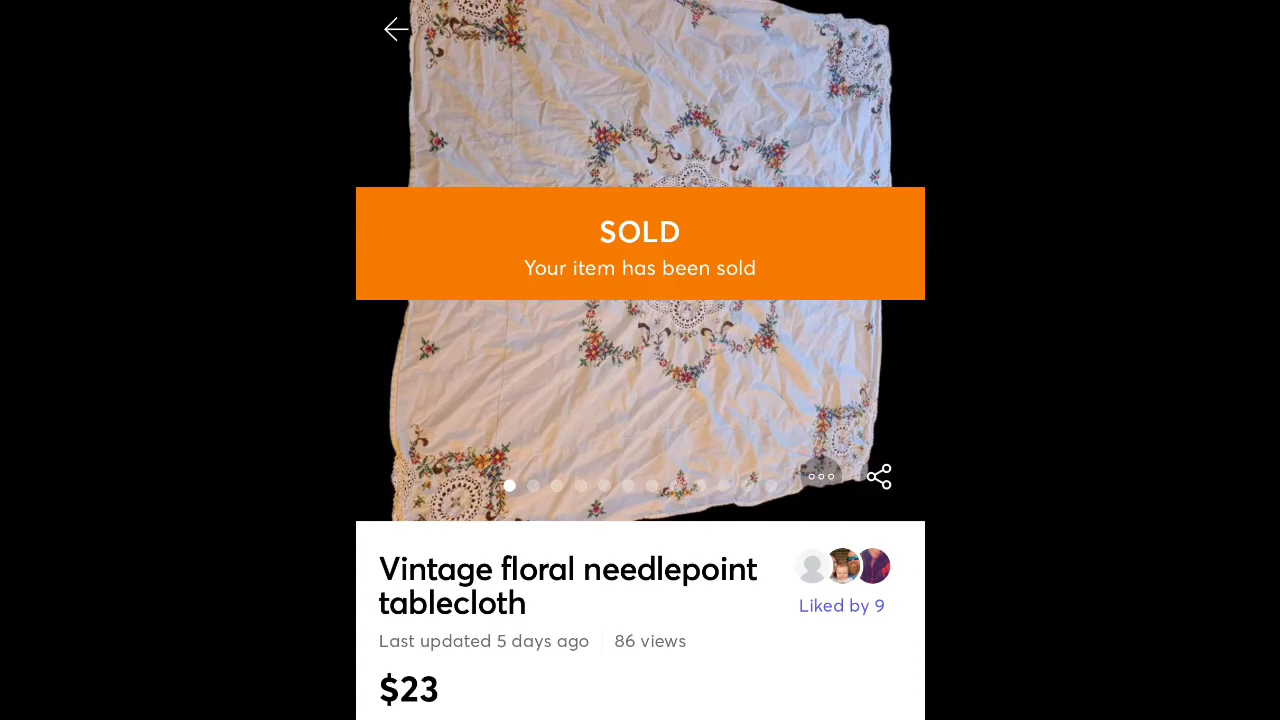 SOLD
Your item has been sold
Vintage floral needlepoint
tablecloth
Liked by 9
Last updated 5 days ago
86 views
$23